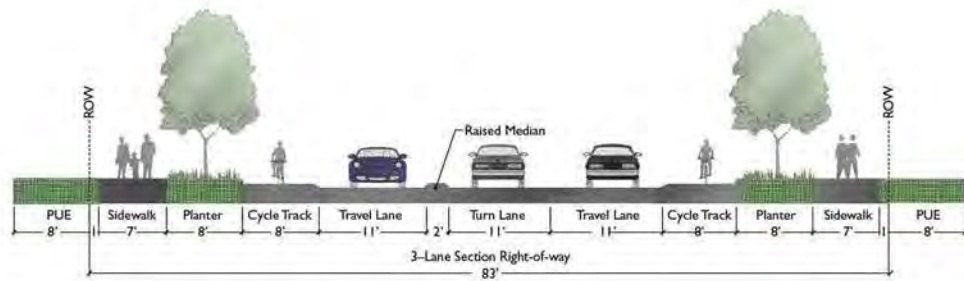 ROW
ROW
Raised Median
PUE Sidewalk Planter Cycle Track Travel Lane Turn Lane Travel Lane Cycle Track Planter Sidewalk PUE
8' 1' 7' 8' 8' 11' 2' 11' 11' 8' 8' 7' 1' 8'
3-Lane Section Right-of-way
83'